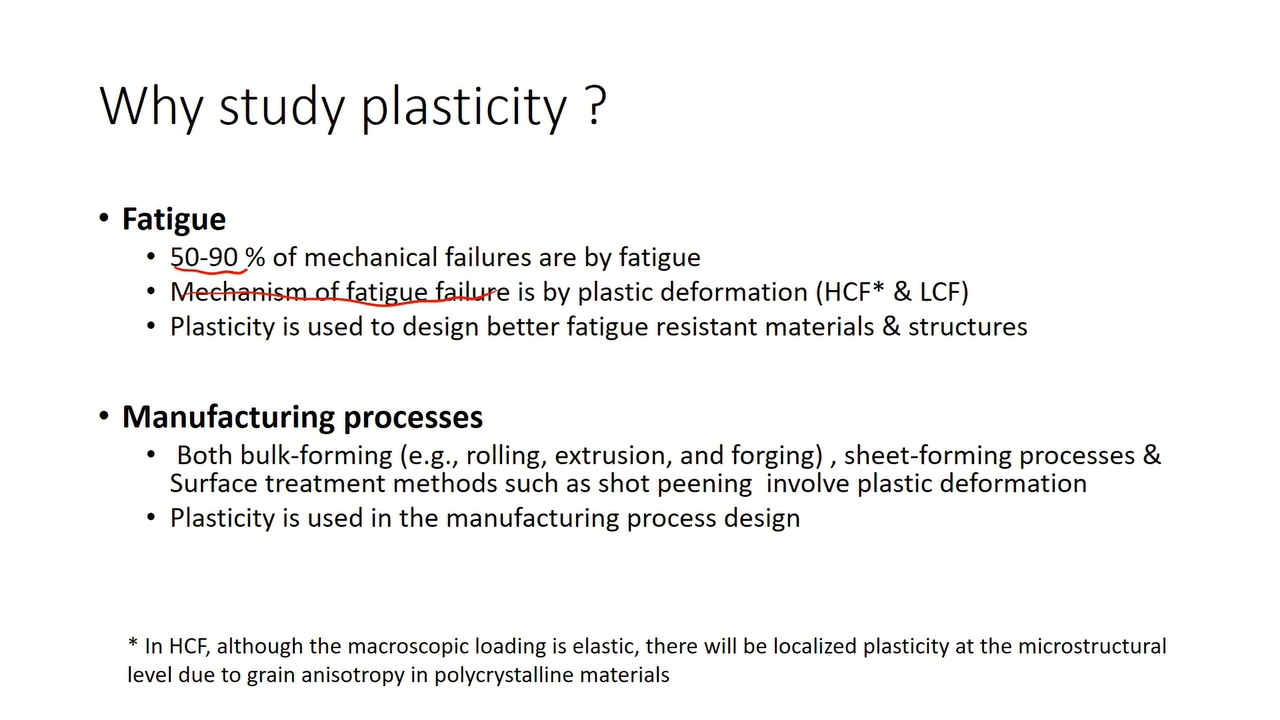 Why study plasticity ?
• Fatigue
• 50-90 % of mechanical failures are by fatigue
• Mechanism of fatigue failure is by plastic deformation (HCF* & LCF)
• Plasticity is used to design better fatigue resistant materials & structures
• Manufacturing processes
• Both bulk-forming (e.g., rolling, extrusion, and forging) , sheet-forming processes &
Surface treatment methods such as shot peening involve plastic deformation
• Plasticity is used in the manufacturing process design
* In HCF, although the macroscopic loading is elastic, there will be localized plasticity at the microstructural
level due to grain anisotropy in polycrystalline materials